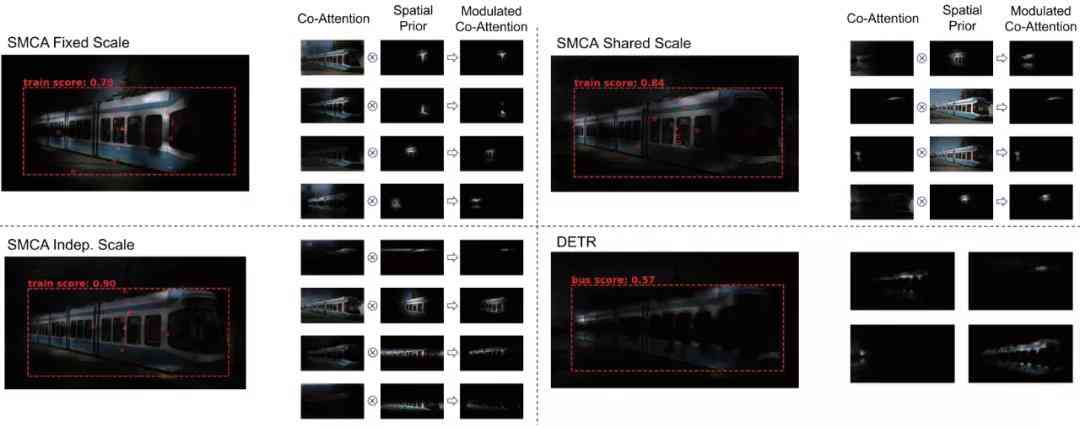 Co-Attention
Spatial
Prior
Modulated
Co-Attention
SMCA Fixed Scale
train score: 0.79
Co-Attention
Spatial
Prior
Modulated
Co-Attention
SMCA Shared Scale
train score: 0.84
SMCA Indep. Scale
train score: 0.90
DETR
bus score: 0.57